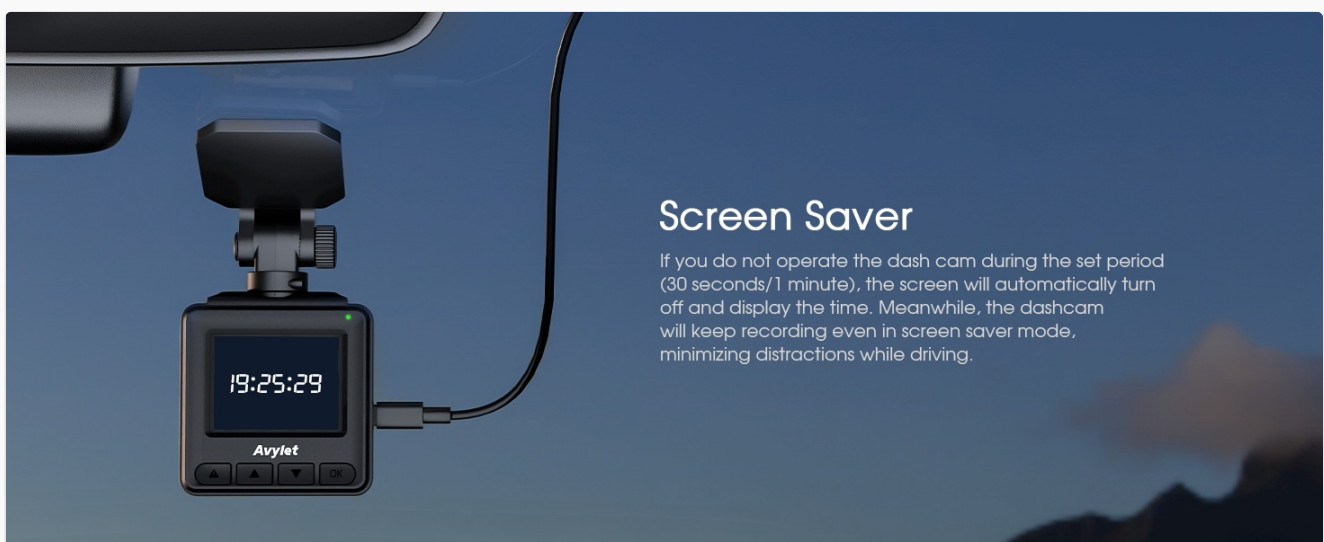 Screen Saver
If you do not operate the dash cam during the set period
(30 seconds/1 minute), the screen will automatically turn
off and display the time. Meanwhile, the dashcam
will keep recording even in screen saver mode,
minimizing distractions while driving.
19:25:29
Avylet
OK